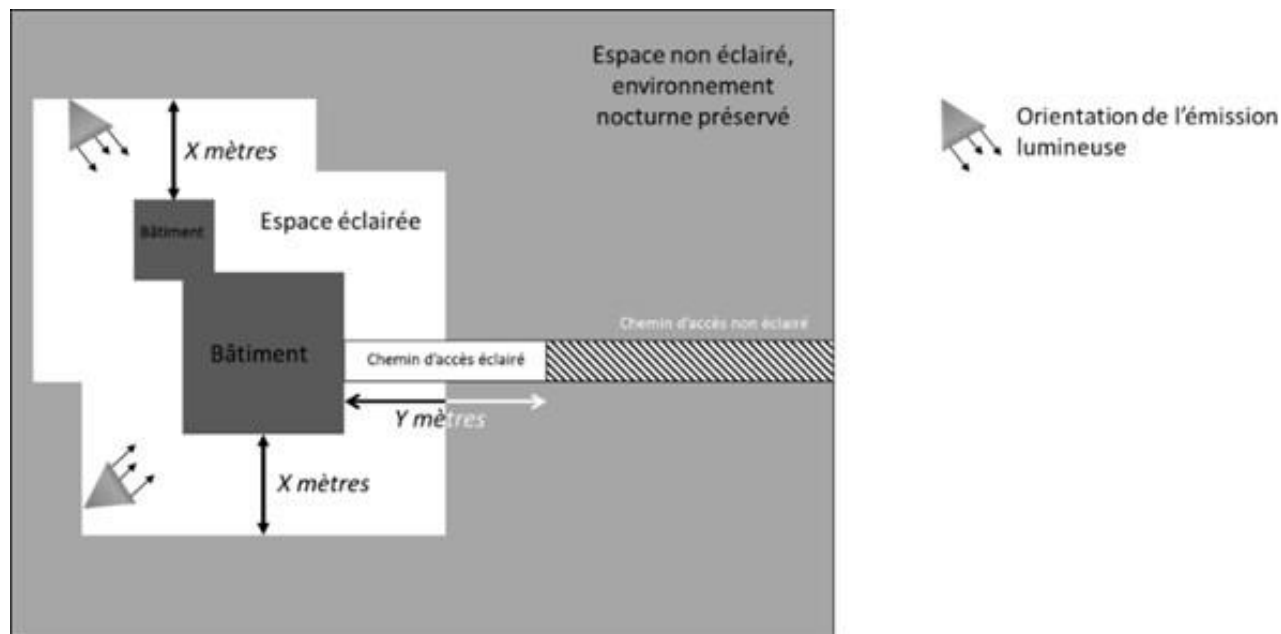 Espace non éclairé,
environnement
nocturne préservé
Orientation de l'émission
lumineuse
X mètres
Bâtiment
Espace éclairée
Chemin d'accès non éclairé
Bâtiment
Chemin d'accès éclairé
Y mètres
X mètres